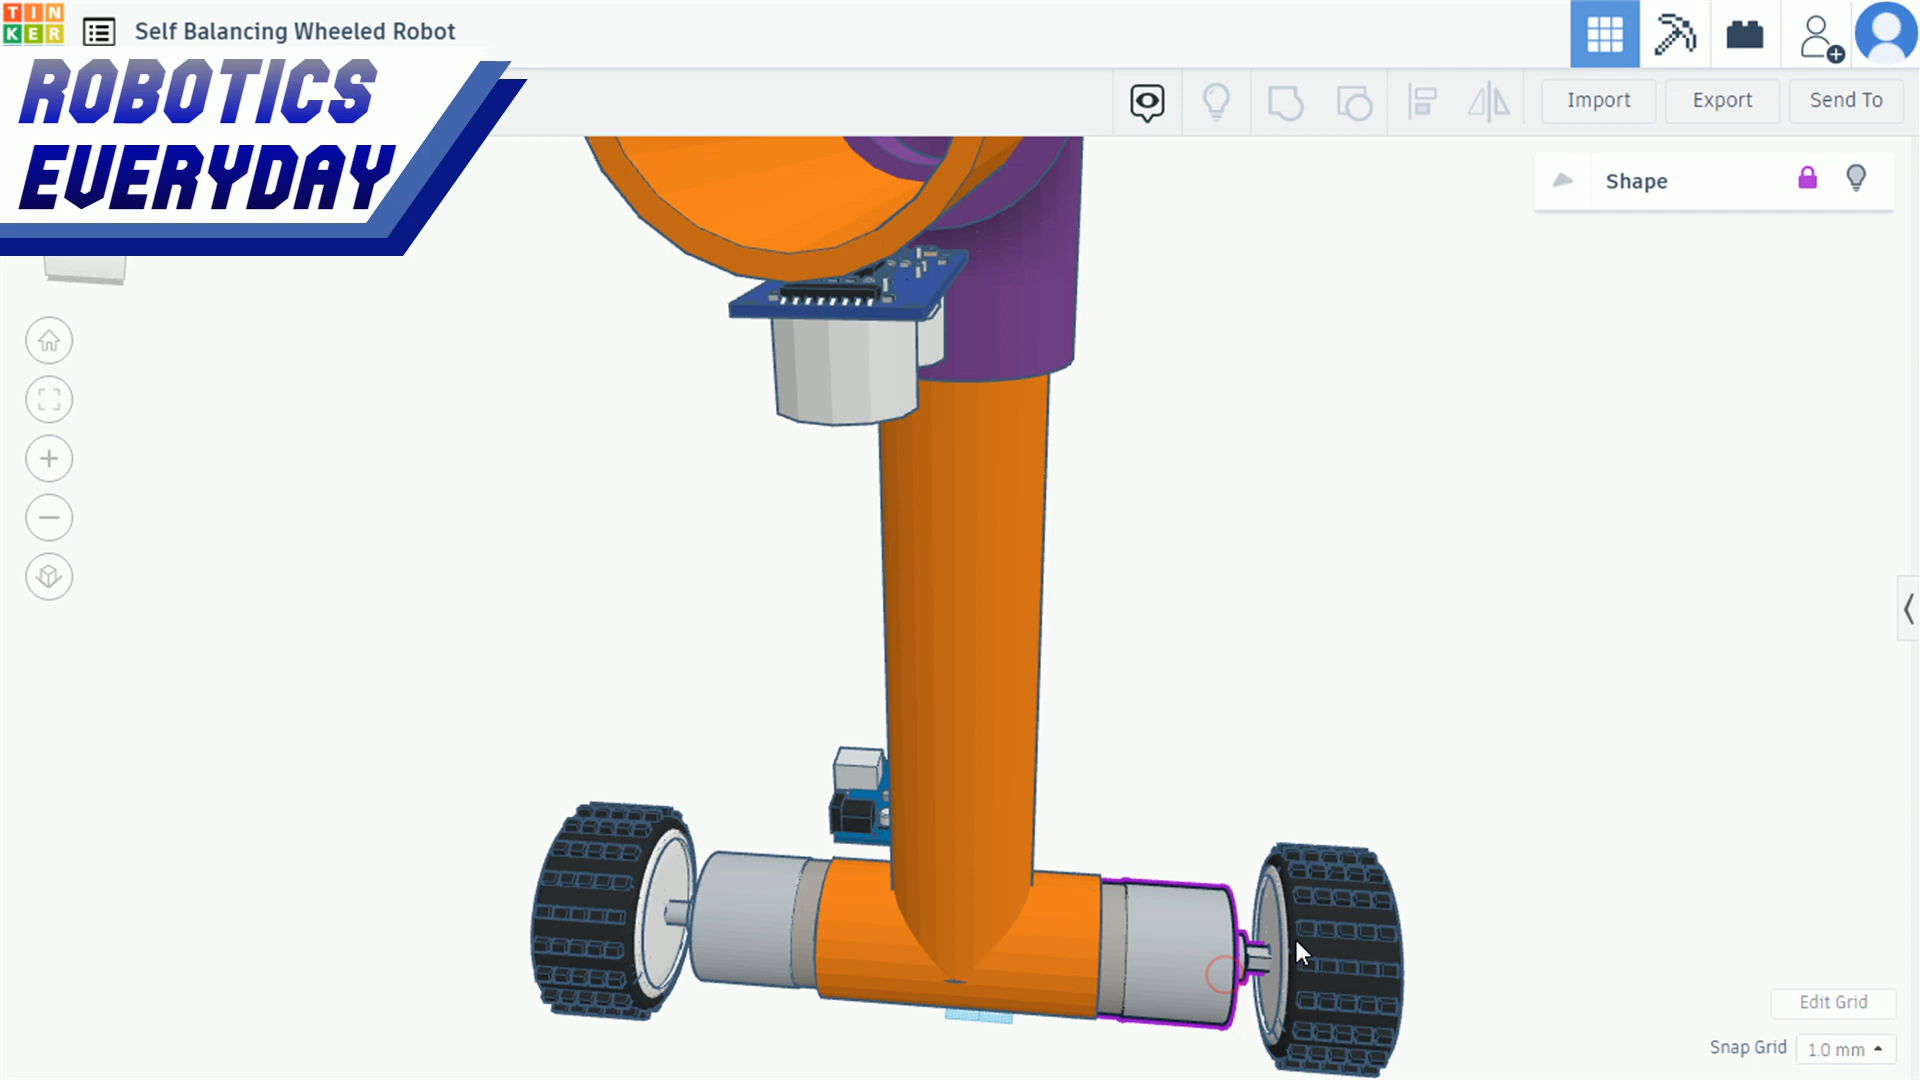 TIN
KER
Self Balancing Wheeled Robot
ROBOTICS
EVERYDAY
Import
Export
Send To
Shape
Edit Grid
Snap Grid
1.0 mm